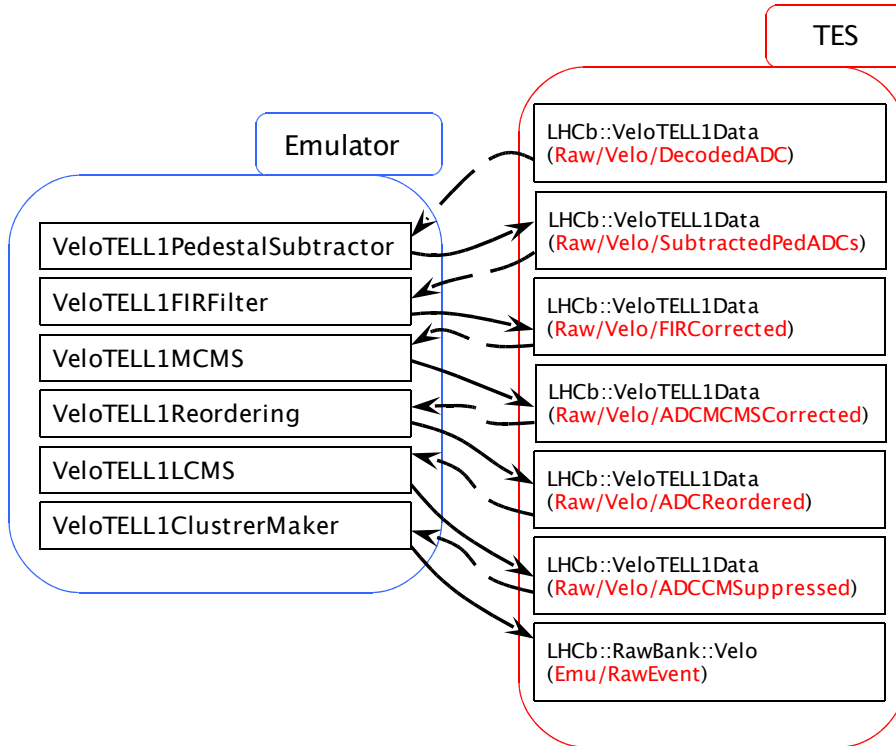 TES
Emulator
VeloTELL1PedestalSubtractor
VeloTELL1FIRFilter
VeloTELL1MCMS
VeloTELL1Reordering
VeloTELL1LCMS
VeloTELL1ClustrerMaker
LHCb::VeloTELL1Data
(Raw/Velo/DecodedADC)
LHCb::VeloTELL1Data
(Raw/Velo/SubtractedPedADCs)
LHCb::VeloTELL1Data
(Raw/Velo/FIRCorrected)
LHCb::VeloTELL1Data
(Raw/Velo/ADCMCMSCorrected)
LHCb::VeloTELL1Data
(Raw/Velo/ADCReordered)
LHCb::VeloTELL1Data
(Raw/Velo/ADCCMSuppressed)
LHCb::RawBank::Velo
(Emu/RawEvent)